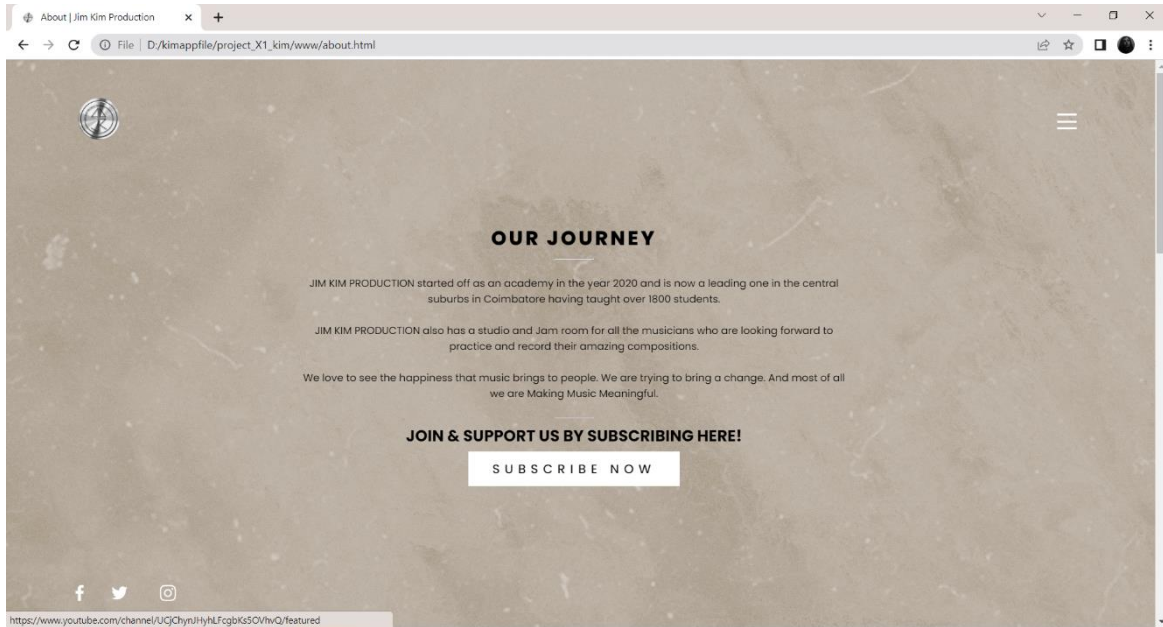 About | Jim Kim Production
File | D:/kimappfile/project_X1_kim/www/about.html
OUR JOURNEY
JIM KIM PRODUCTION started off as an academy in the year 2020 and is now a leading one in the central
suburbs in Coimbatore having taught over 1800 students.
JIM KIM PRODUCTION also has a studio and Jam room for all the musicians who are looking forward to
practice and record their amazing compositions.
We love to see the happiness that music brings to people. We are trying to bring a change. And most of all
we are Making Music Meaningful.
JOIN & SUPPORT US BY SUBSCRIBING HERE!
SUBSCRIBE NOW
https://www.youtube.com/channel/UCjChynJHyhLFcgbKs5OVhvQ/featured